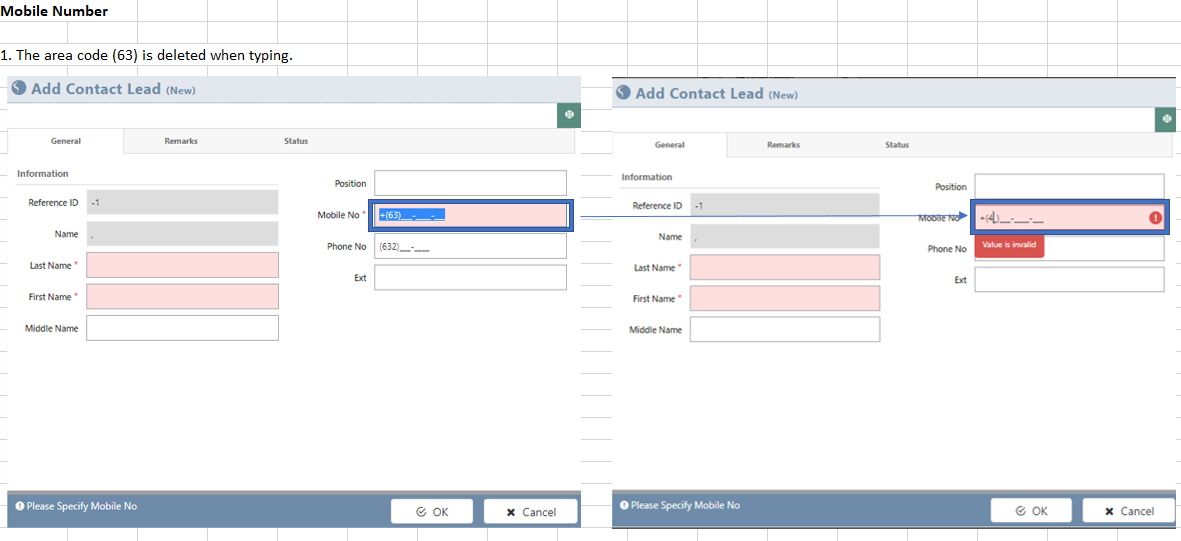 Mobile Number
1. The area code (63) is deleted when typing.
Add Contact Lead (New)
General Remarks Status
Information
Reference ID -1
Name ,
Last Name *
First Name *
Middle Name
Position
Mobile No * +(63)___-____-__
Phone No (632)___-____
Ext
Please Specify Mobile No
OK Cancel
Add Contact Lead (New)
General Remarks Status
Information
Reference ID -1
Name ,
Last Name *
First Name *
Middle Name
Position
Mobile No +(4_)___-____-___
Phone No Value is invalid
Ext
Please Specify Mobile No
OK Cancel